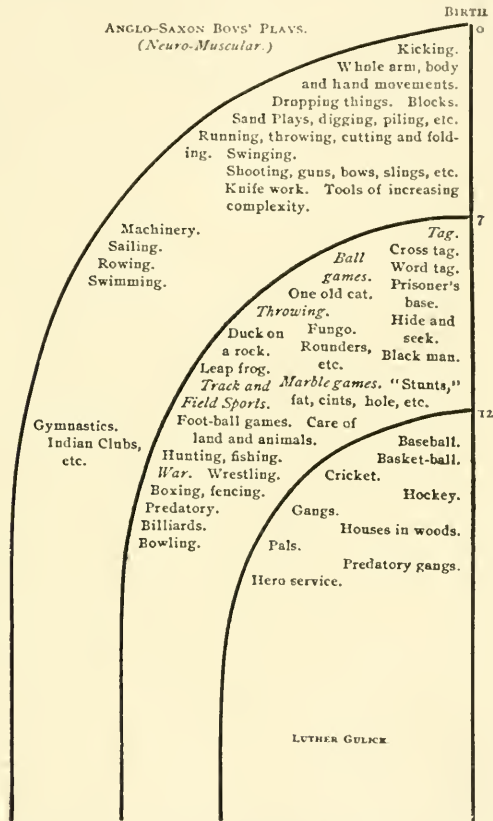 BIRTH
0
ANGLO-SAXON BOYS' PLAYS.
(Neuro-Muscular.)
Kicking.
Whole arm, body
and hand movements.
Dropping things. Blocks.
Sand Plays, digging, piling, etc.
Running, throwing, cutting and fold-
ing. Swinging.
Shooting, guns, bows, slings, etc.
Knife work. Tools of increasing
complexity.
Machinery.
Sailing.
Rowing.
Swimming.
Gymnastics.
Indian Clubs,
etc.
7
Tag.
Cross tag.
Word tag.
Prisoner's
base.
Hide and
seek.
Black man.
Ball
games.
One old cat.
Fungo.
Rounders,
etc.
Throwing.
Duck on
a rock.
Leap frog.
Track and
Field Sports.
Marble games. "Stunts,"
fat, cints, hole, etc.
Foot-ball games. Care of
land and animals.
Hunting, fishing.
War. Wrestling.
Boxing, fencing.
Predatory.
Billiards.
Bowling.
12
Baseball.
Basket-ball.
Cricket.
Hockey.
Gangs.
Houses in woods.
Pals.
Predatory gangs.
Hero service.
LUTHER GULICK